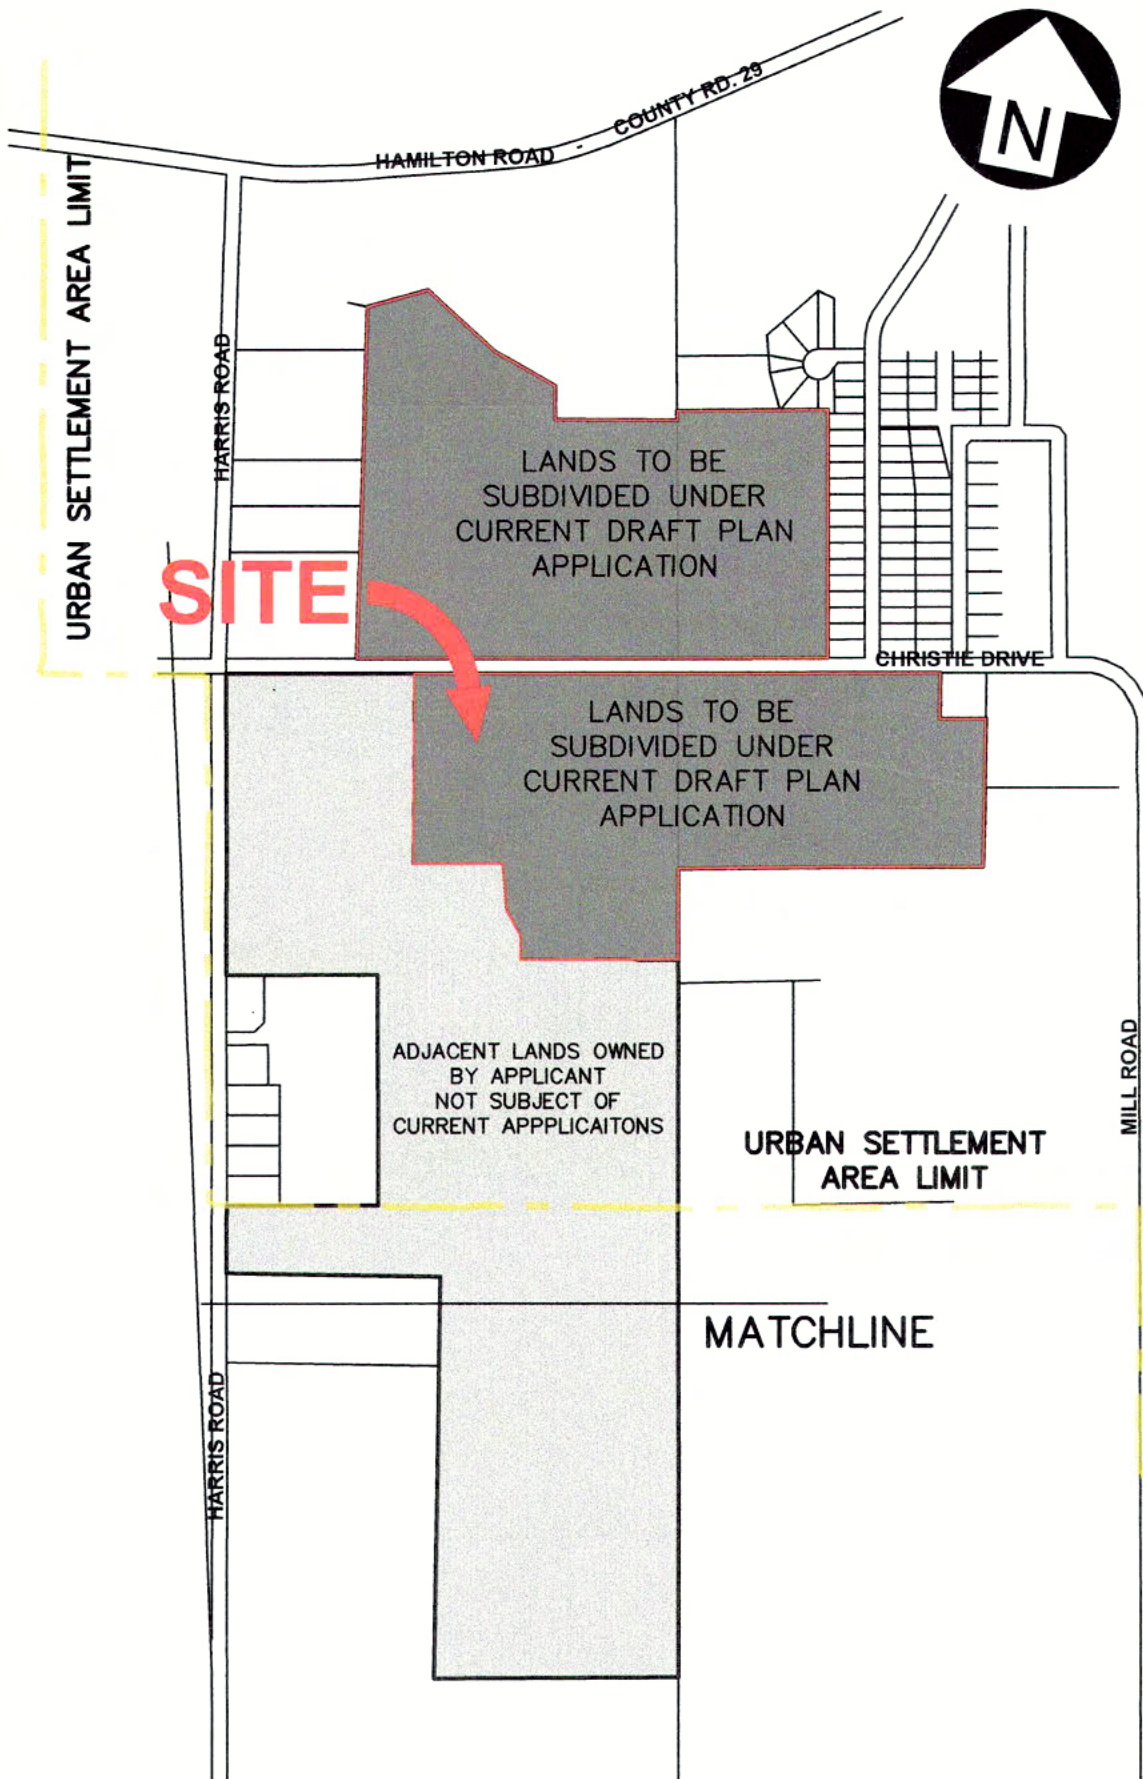 COUNTY RD. 29
HAMILTON ROAD -
N
URBAN SETTLEMENT AREA LIMIT
HARRIS ROAD
LANDS TO BE
SUBDIVIDED UNDER
CURRENT DRAFT PLAN
APPLICATION
SITE
CHRISTIE DRIVE
LANDS TO BE
SUBDIVIDED UNDER
CURRENT DRAFT PLAN
APPLICATION
ADJACENT LANDS OWNED
BY APPLICANT
NOT SUBJECT OF
CURRENT APPPLICAITONS
MILL ROAD
URBAN SETTLEMENT
AREA LIMIT
MATCHLINE
HARRIS ROAD